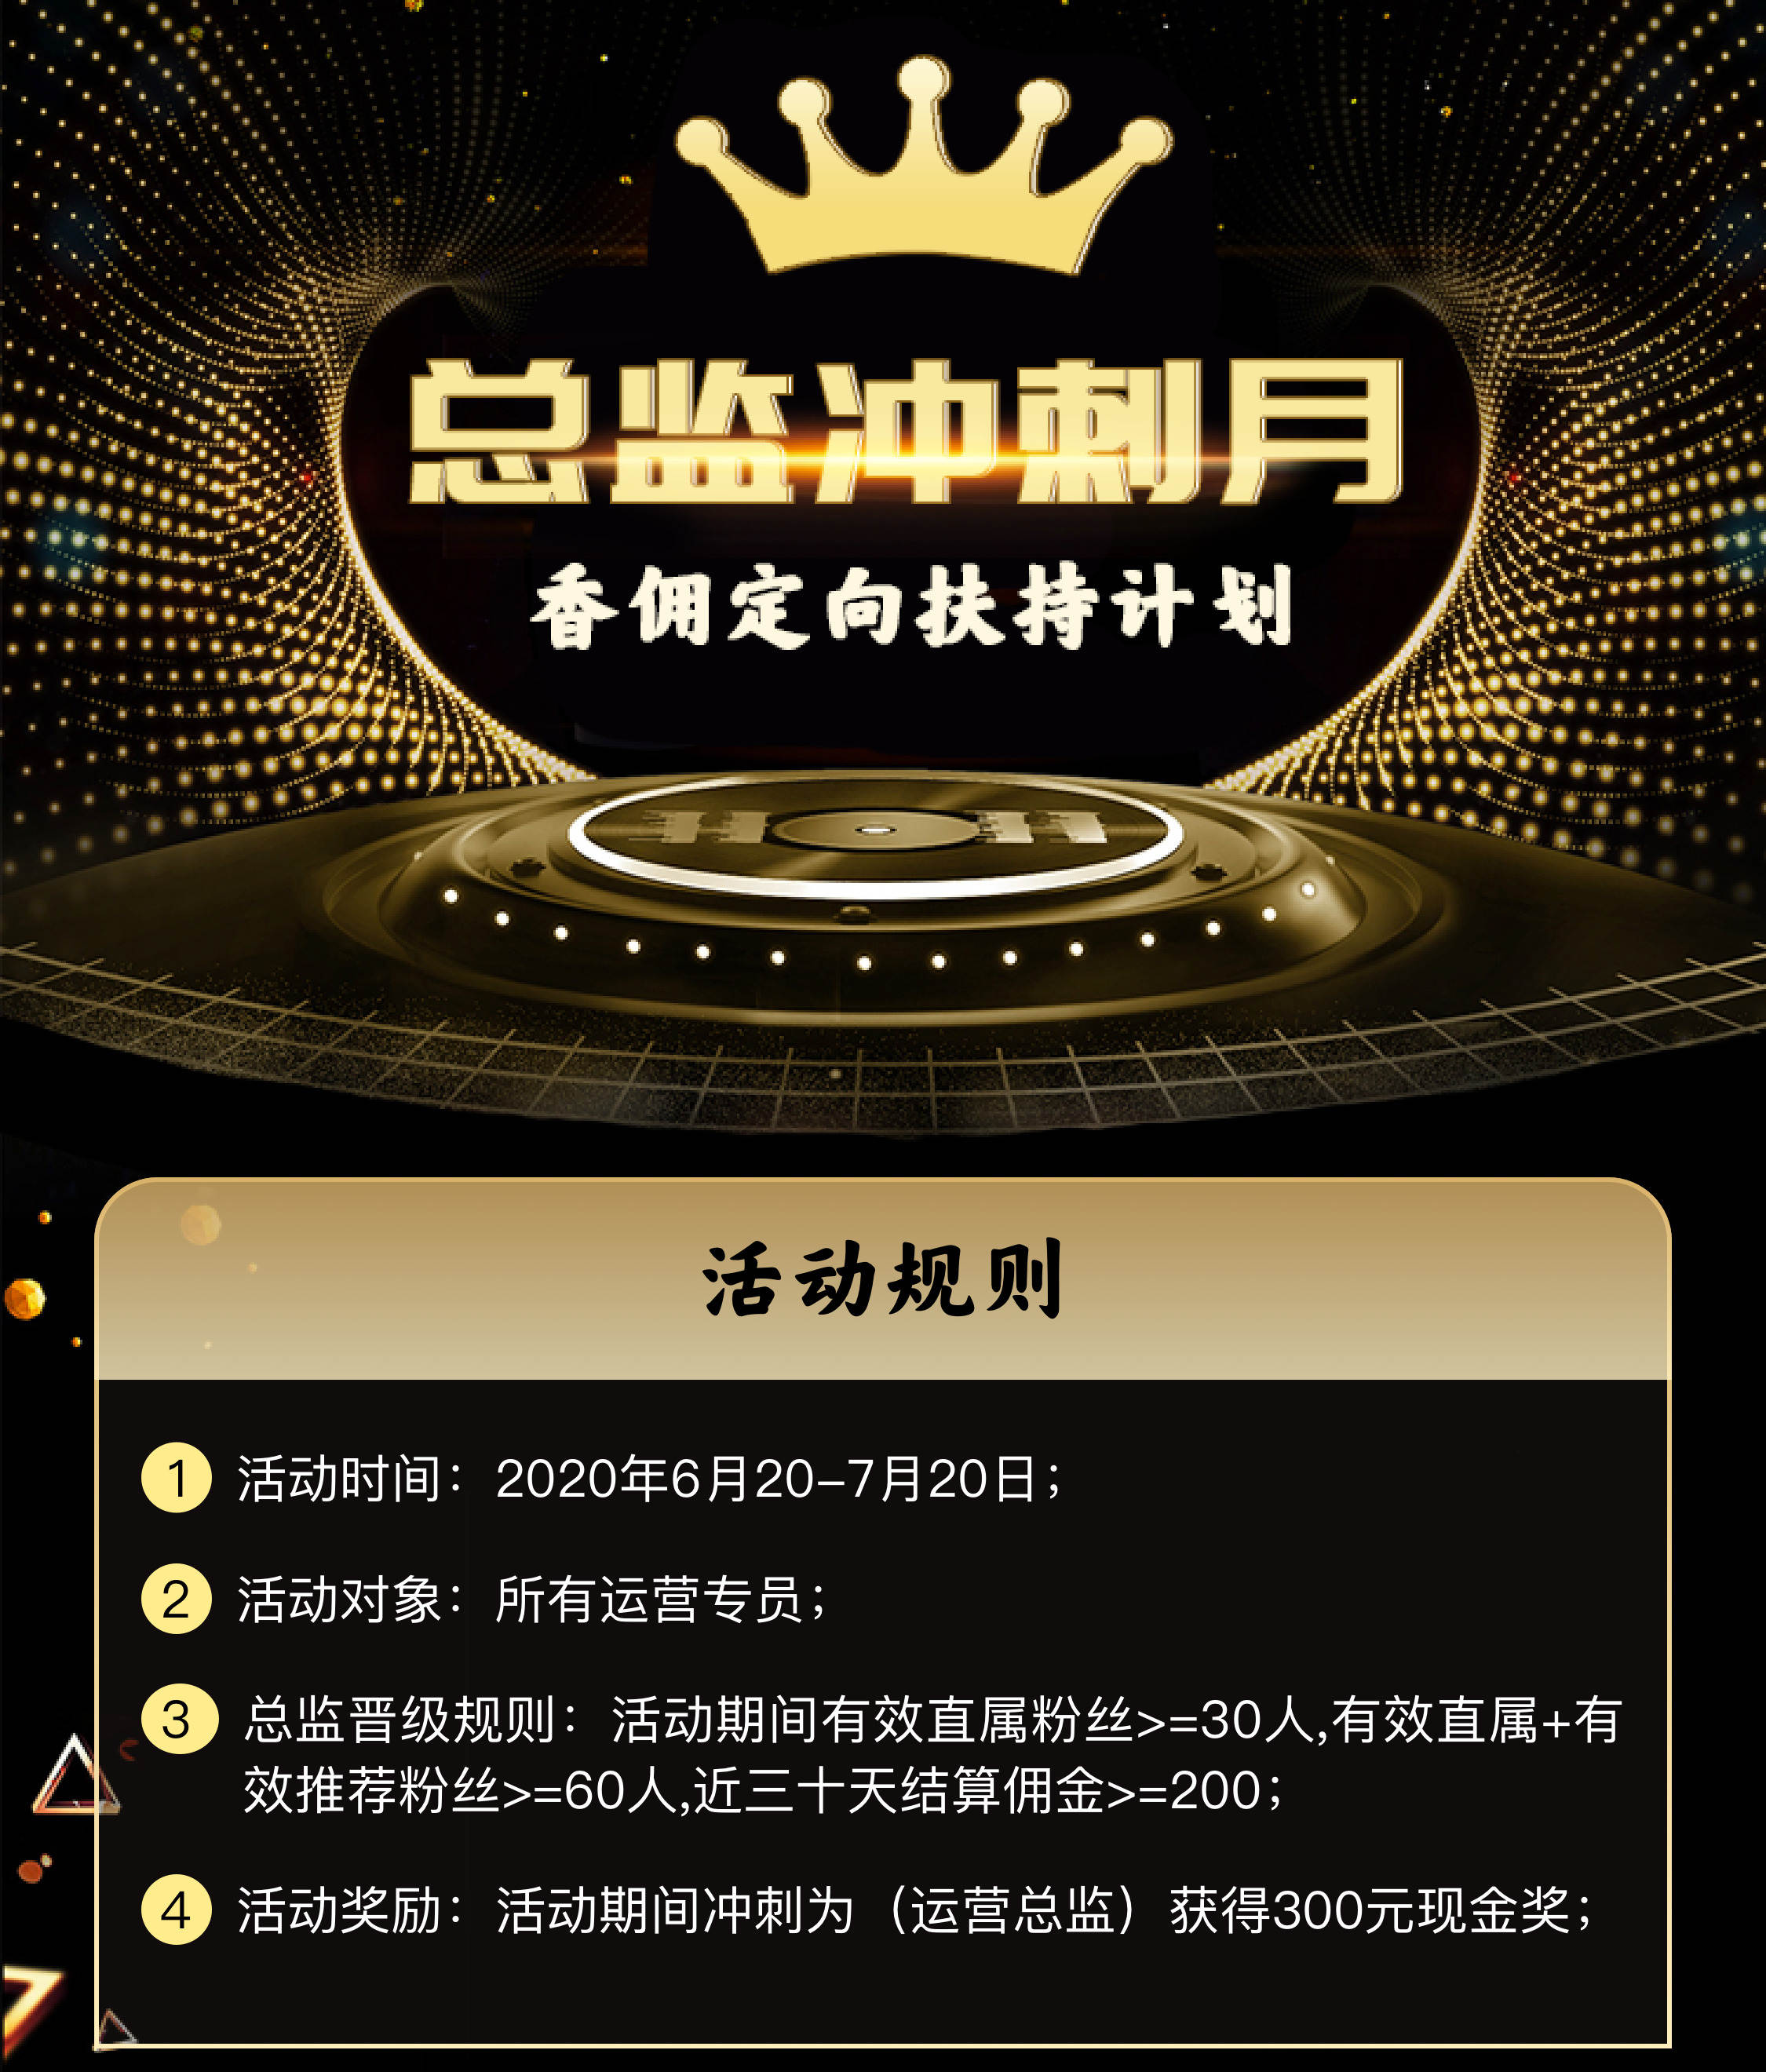 总监冲刺月
香佣定向扶持计划
活动规则
1 活动时间：2020年6月20-7月20日；
2 活动对象：所有运营专员；
3 总监晋级规则：活动期间有效直属粉丝>=30人,有效直属+有
效推荐粉丝>=60人,近三十天结算佣金>=200；
4 活动奖励：活动期间冲刺为（运营总监）获得300元现金奖；